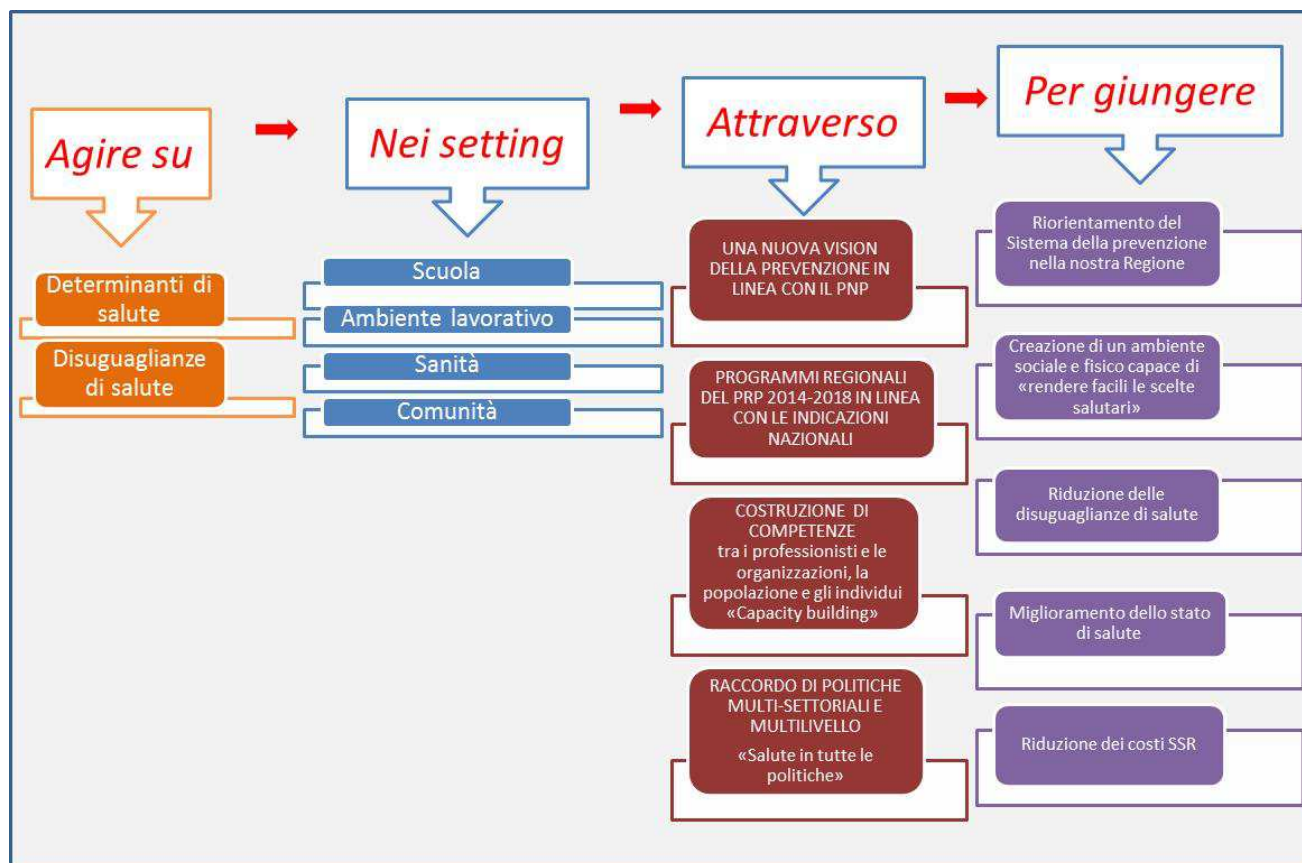 Agire su
Determinanti di
salute
Disuguaglianze
di salute
Nei setting
Scuola
Ambiente lavorativo
Sanità
Comunità
Attraverso
UNA NUOVA VISION
DELLA PREVENZIONE IN
LINEA CON IL PNP
PROGRAMMI REGIONALI
DEL PRP 2014-2018 IN LINEA
CON LE INDICAZIONI
NAZIONALI
COSTRUZIONE DI
COMPETENZE
tra i professionisti e le
organizzazioni, la
popolazione e gli individui
«Capacity building»
RACCORDO DI POLITICHE
MULTI-SETTORIALI E
MULTILIVELLO
«Salute in tutte le
politiche»
Per giungere
Riorientamento del
Sistema della prevenzione
nella nostra Regione
Creazione di un ambiente
sociale e fisico capace di
«rendere facili le scelte
salutari»
Riduzione delle
disuguaglianze di salute
Miglioramento dello stato
di salute
Riduzione dei costi SSR